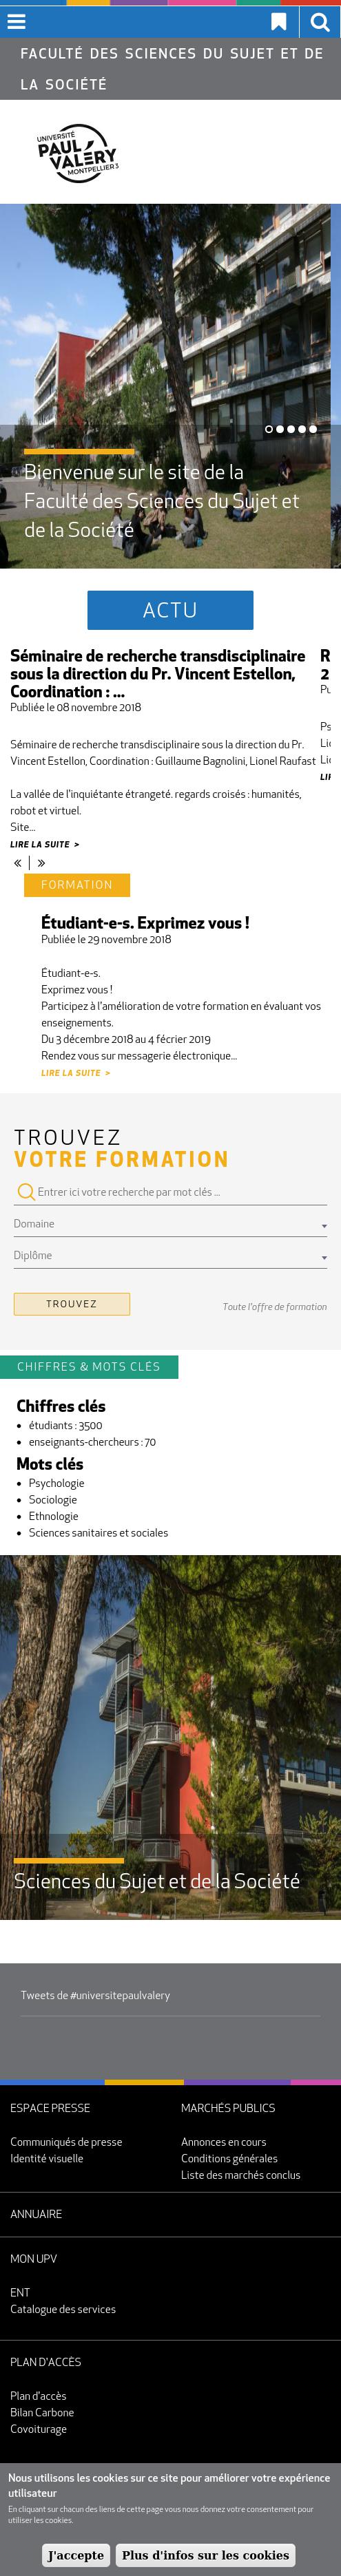 FACULTÉ DES SCIENCES DU SUJET ET DE
LA SOCIÉTÉ
UNIVERSITÉ
PAUL
VALÉRY
MONTPELLIER 3
Bienvenue sur le site de la
Faculté des Sciences du Sujet et
de la Société
ACTU
Séminaire de recherche transdisciplinaire
sous la direction du Pr. Vincent Estellon,
Coordination : ...
Publiée le 08 novembre 2018
Séminaire de recherche transdisciplinaire sous la direction du Pr.
Vincent Estellon, Coordination : Guillaume Bagnolini, Lionel Raufast
La vallée de l'inquiétante étrangeté. regards croisés : humanités,
robot et virtuel.
Site...
LIRE LA SUITE >
R
2
Pu
Ps
Lic
Lic
LIR
« | »
FORMATION
Étudiant-e-s. Exprimez vous !
Publiée le 29 novembre 2018
Étudiant-e-s.
Exprimez vous !
Participez à l'amélioration de votre formation en évaluant vos
enseignements.
Du 3 décembre 2018 au 4 février 2019
Rendez vous sur messagerie électronique...
LIRE LA SUITE >
TROUVEZ
VOTRE FORMATION
Entrer ici votre recherche par mot clés ...
Domaine
Diplôme
TROUVEZ
Toute l'offre de formation
CHIFFRES & MOTS CLÉS
Chiffres clés
• étudiants : 3500
• enseignants-chercheurs : 70
Mots clés
• Psychologie
• Sociologie
• Ethnologie
• Sciences sanitaires et sociales
Sciences du Sujet et de la Société
Tweets de #universitepaulvalery
ESPACE PRESSE
Communiqués de presse
Identité visuelle
MARCHÉS PUBLICS
Annonces en cours
Conditions générales
Liste des marchés conclus
ANNUAIRE
MON UPV
ENT
Catalogue des services
PLAN D'ACCÈS
Plan d'accès
Bilan Carbone
Covoiturage
Nous utilisons les cookies sur ce site pour améliorer votre expérience
utilisateur
En cliquant sur chacun des liens de cette page vous nous donnez votre consentement pour
utiliser les cookies.
J'accepte
Plus d'infos sur les cookies